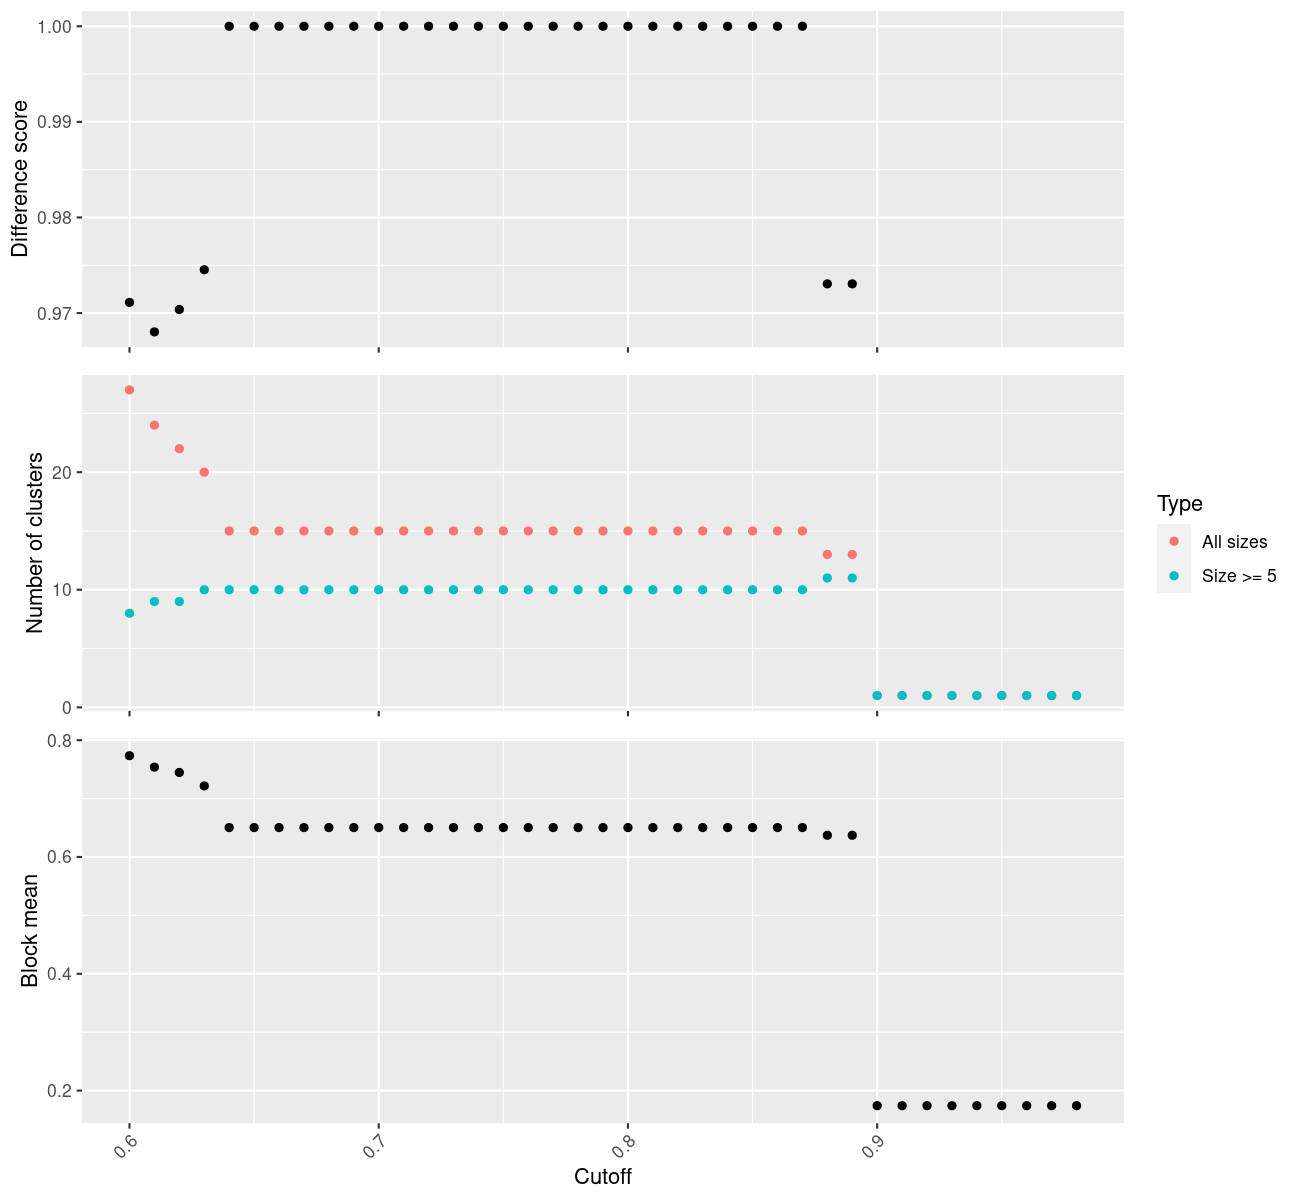 Difference score
1.00
0.99
0.98
0.97
Number of clusters
20
10
0
Type
All sizes
Size >= 5
Block mean
0.8
0.6
0.4
0.2
0.6 0.7 0.8 0.9
Cutoff